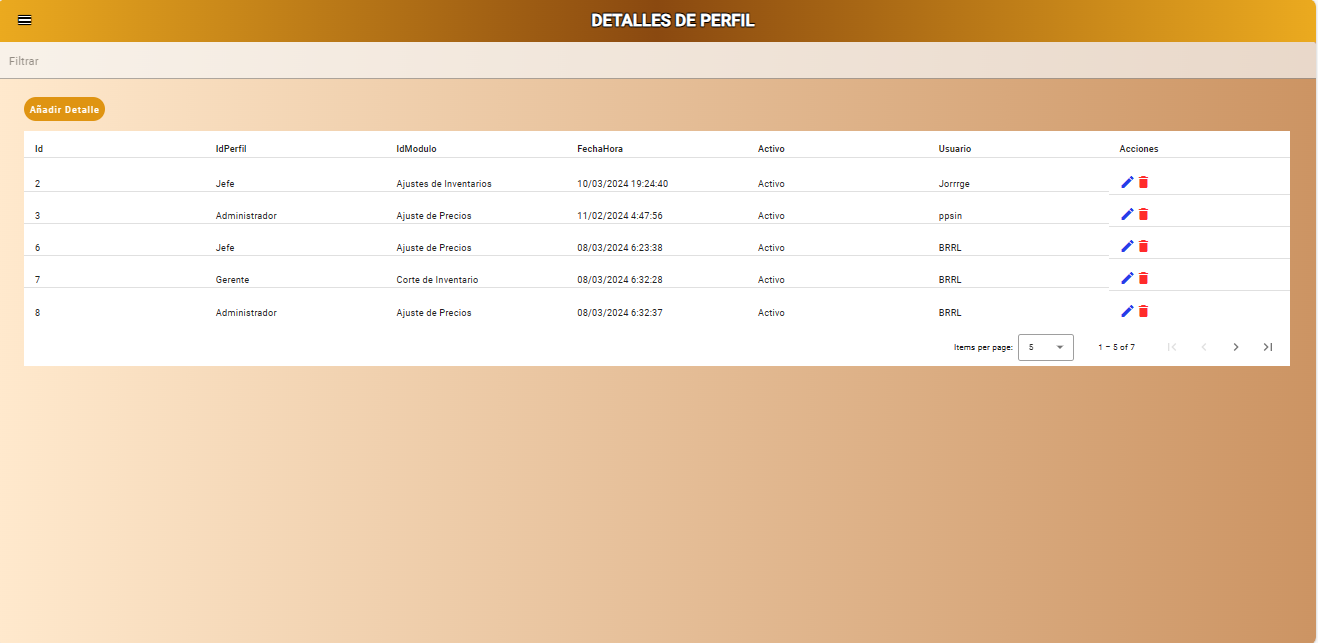 DETALLES DE PERFIL
Filtrar
Añadir Detalle
Id IdPerfil IdModulo FechaHora Activo Usuario Acciones
2 Jefe Ajustes de Inventarios 10/03/2024 19:24:40 Activo Jorrrge
3 Administrador Ajuste de Precios 11/02/2024 4:47:56 Activo ppsin
6 Jefe Ajuste de Precios 08/03/2024 6:23:38 Activo BRRL
7 Gerente Corte de Inventario 08/03/2024 6:32:28 Activo BRRL
8 Administrador Ajuste de Precios 08/03/2024 6:32:37 Activo BRRL
Items per page: 5 1 – 5 of 7